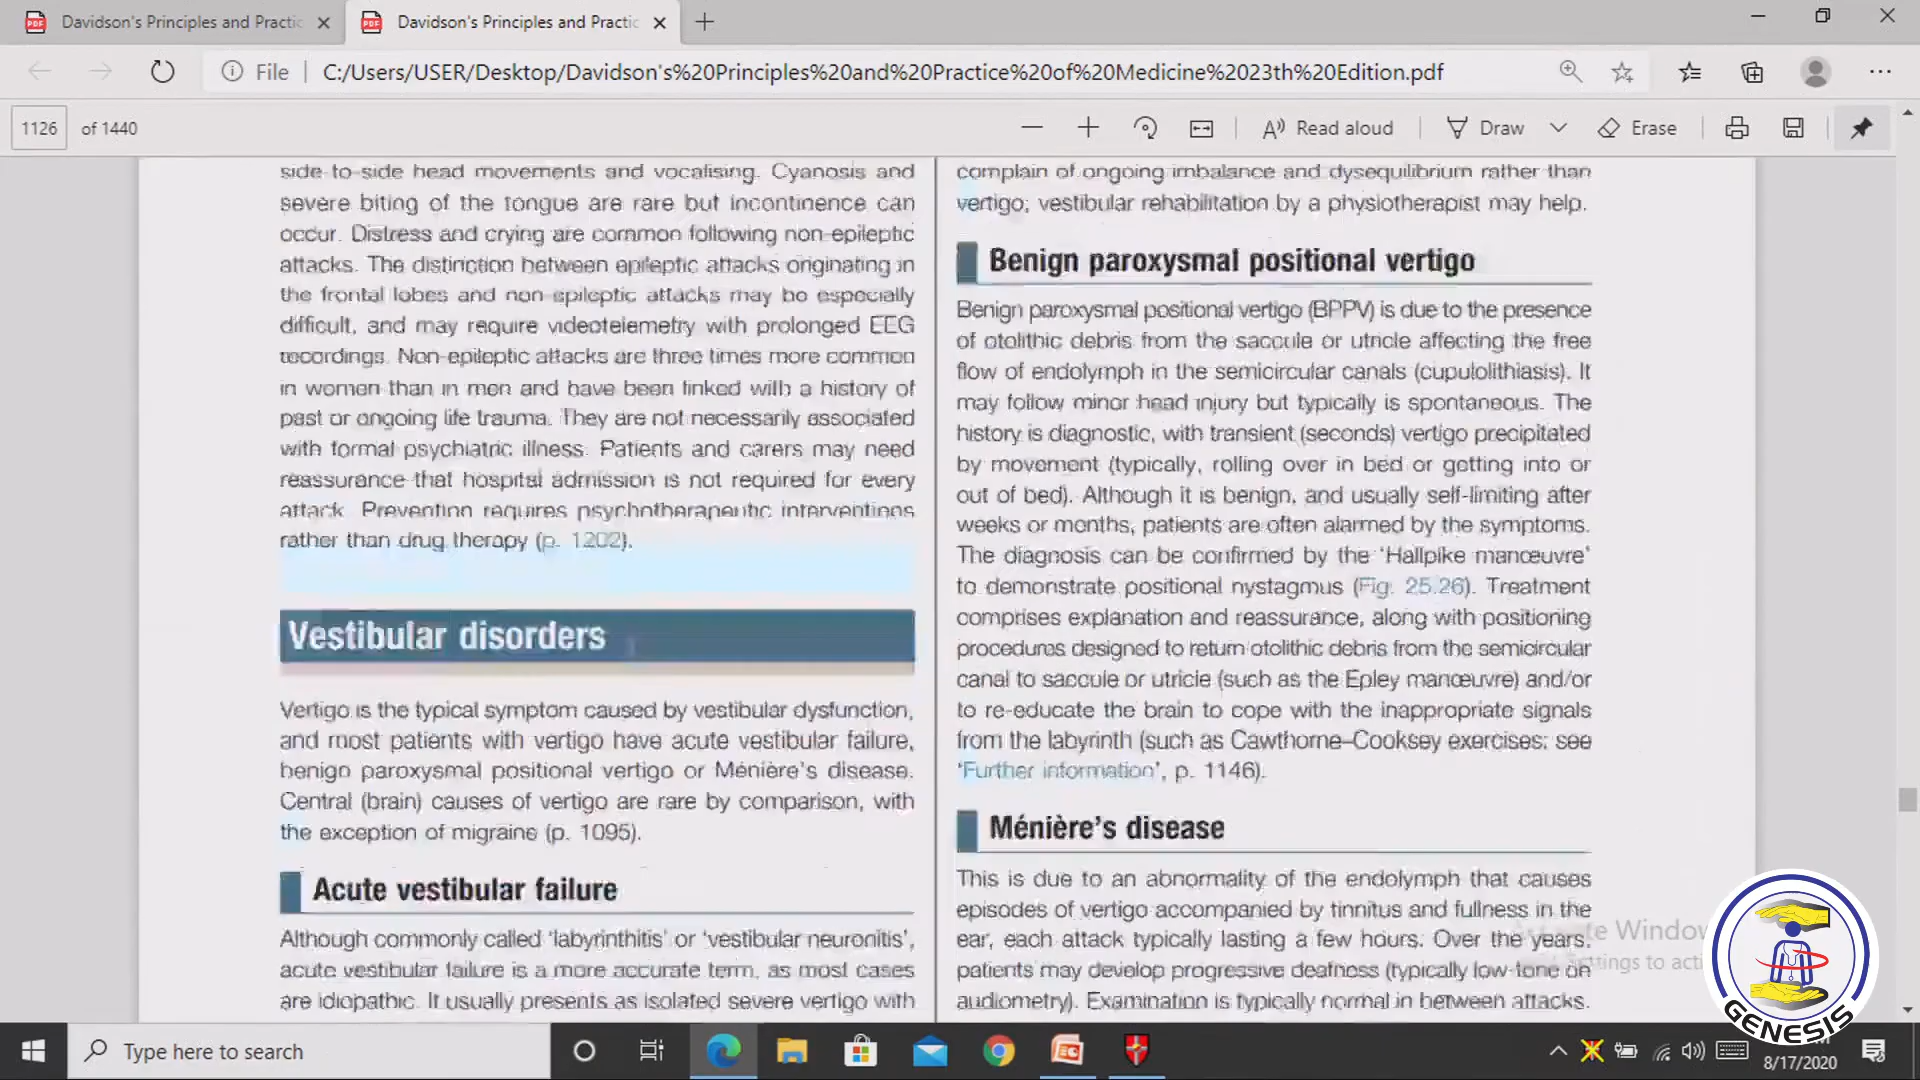 Davidson's Principles and Practic
Davidson's Principles and Practic
File
C:/Users/USER/Desktop/Davidson's%20Principles%20and%20Practice%20of%20Medicine%2023th%20Edition.pdf
1126 of 1440
Read aloud
Draw
Erase
side-to-side head movements and vocalising. Cyanosis and
severe biting of the tongue are rare but incontinence can
occur. Distress and crying are common following non-epileptic
attacks. The distinction between epileptic attacks originating in
the frontal lobes and non-epileptic attacks may be especially
difficult, and may require videotelemetry with prolonged EEG
recordings. Non-epileptic attacks are three times more common
in women than in men and have been linked with a history of
past or ongoing life trauma. They are not necessarily associated
with formal psychiatric illness. Patients and carers may need
reassurance that hospital admission is not required for every
attack. Prevention requires psychotherapeutic interventions
rather than drug therapy (p. 1202).
Vestibular disorders
Vertigo is the typical symptom caused by vestibular dysfunction,
and most patients with vertigo have acute vestibular failure,
benign paroxysmal positional vertigo or Ménière's disease.
Central (brain) causes of vertigo are rare by comparison, with
the exception of migraine (p. 1095).
Acute vestibular failure
Although commonly called 'labyrinthitis' or 'vestibular neuronitis',
acute vestibular failure is a more accurate term, as most cases
are idiopathic. It usually presents as isolated severe vertigo with
complain of ongoing imbalance and dysequilibrium rather than
vertigo; vestibular rehabilitation by a physiotherapist may help.
Benign paroxysmal positional vertigo
Benign paroxysmal positional vertigo (BPPV) is due to the presence
of otolithic debris from the saccule or utricle affecting the free
flow of endolymph in the semicircular canals (cupulolithiasis). It
may follow minor head injury but typically is spontaneous. The
history is diagnostic, with transient (seconds) vertigo precipitated
by movement (typically, rolling over in bed or getting into or
out of bed). Although it is benign, and usually self-limiting after
weeks or months, patients are often alarmed by the symptoms.
The diagnosis can be confirmed by the 'Hallpike manœuvre'
to demonstrate positional nystagmus (Fig. 25.26). Treatment
comprises explanation and reassurance, along with positioning
procedures designed to return otolithic debris from the semicircular
canal to saccule or utricle (such as the Epley manœuvre) and/or
to re-educate the brain to cope with the inappropriate signals
from the labyrinth (such as Cawthorne–Cooksey exercises; see
'Further information', p. 1146).
Ménière's disease
This is due to an abnormality of the endolymph that causes
episodes of vertigo accompanied by tinnitus and fullness in the
ear, each attack typically lasting a few hours. Over the years,
patients may develop progressive deafness (typically low-tone on
audiometry). Examination is typically normal in between attacks.
GENESIS
Type here to search
8/17/2020